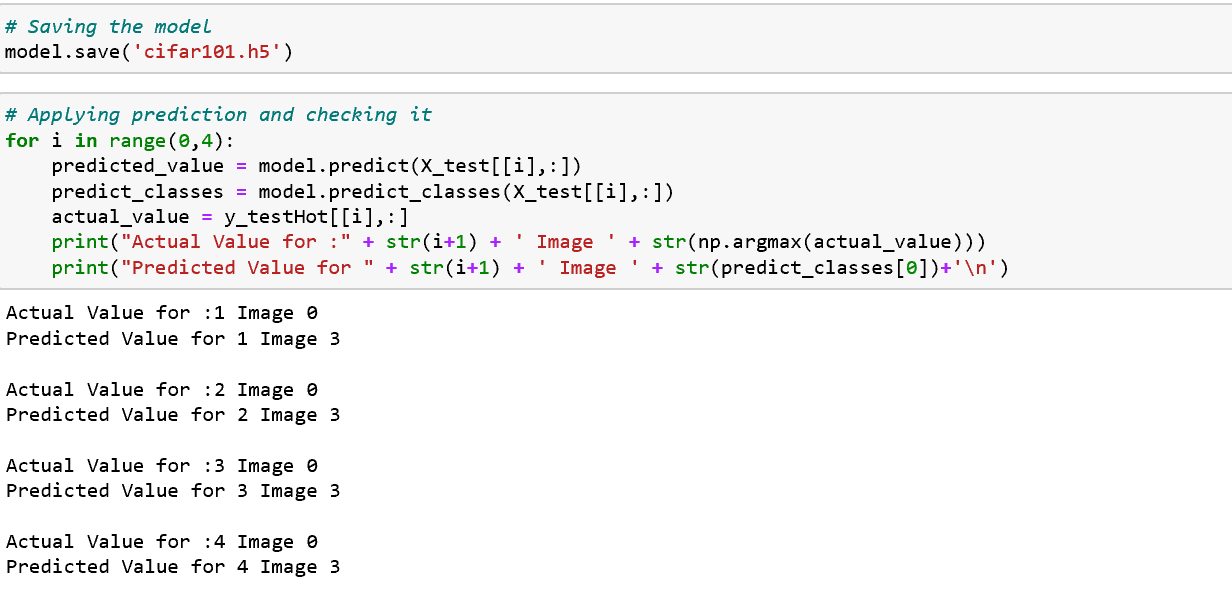 # Saving the model
model.save('cifar101.h5')
# Applying prediction and checking it
for i in range(0,4):
    predicted_value = model.predict(X_test[[i],:])
    predict_classes = model.predict_classes(X_test[[i],:])
    actual_value = y_testHot[[i],:]
    print("Actual Value for :" + str(i+1) + ' Image ' + str(np.argmax(actual_value)))
    print("Predicted Value for " + str(i+1) + ' Image ' + str(predict_classes[0])+'\n')
Actual Value for :1 Image 0
Predicted Value for 1 Image 3
Actual Value for :2 Image 0
Predicted Value for 2 Image 3
Actual Value for :3 Image 0
Predicted Value for 3 Image 3
Actual Value for :4 Image 0
Predicted Value for 4 Image 3